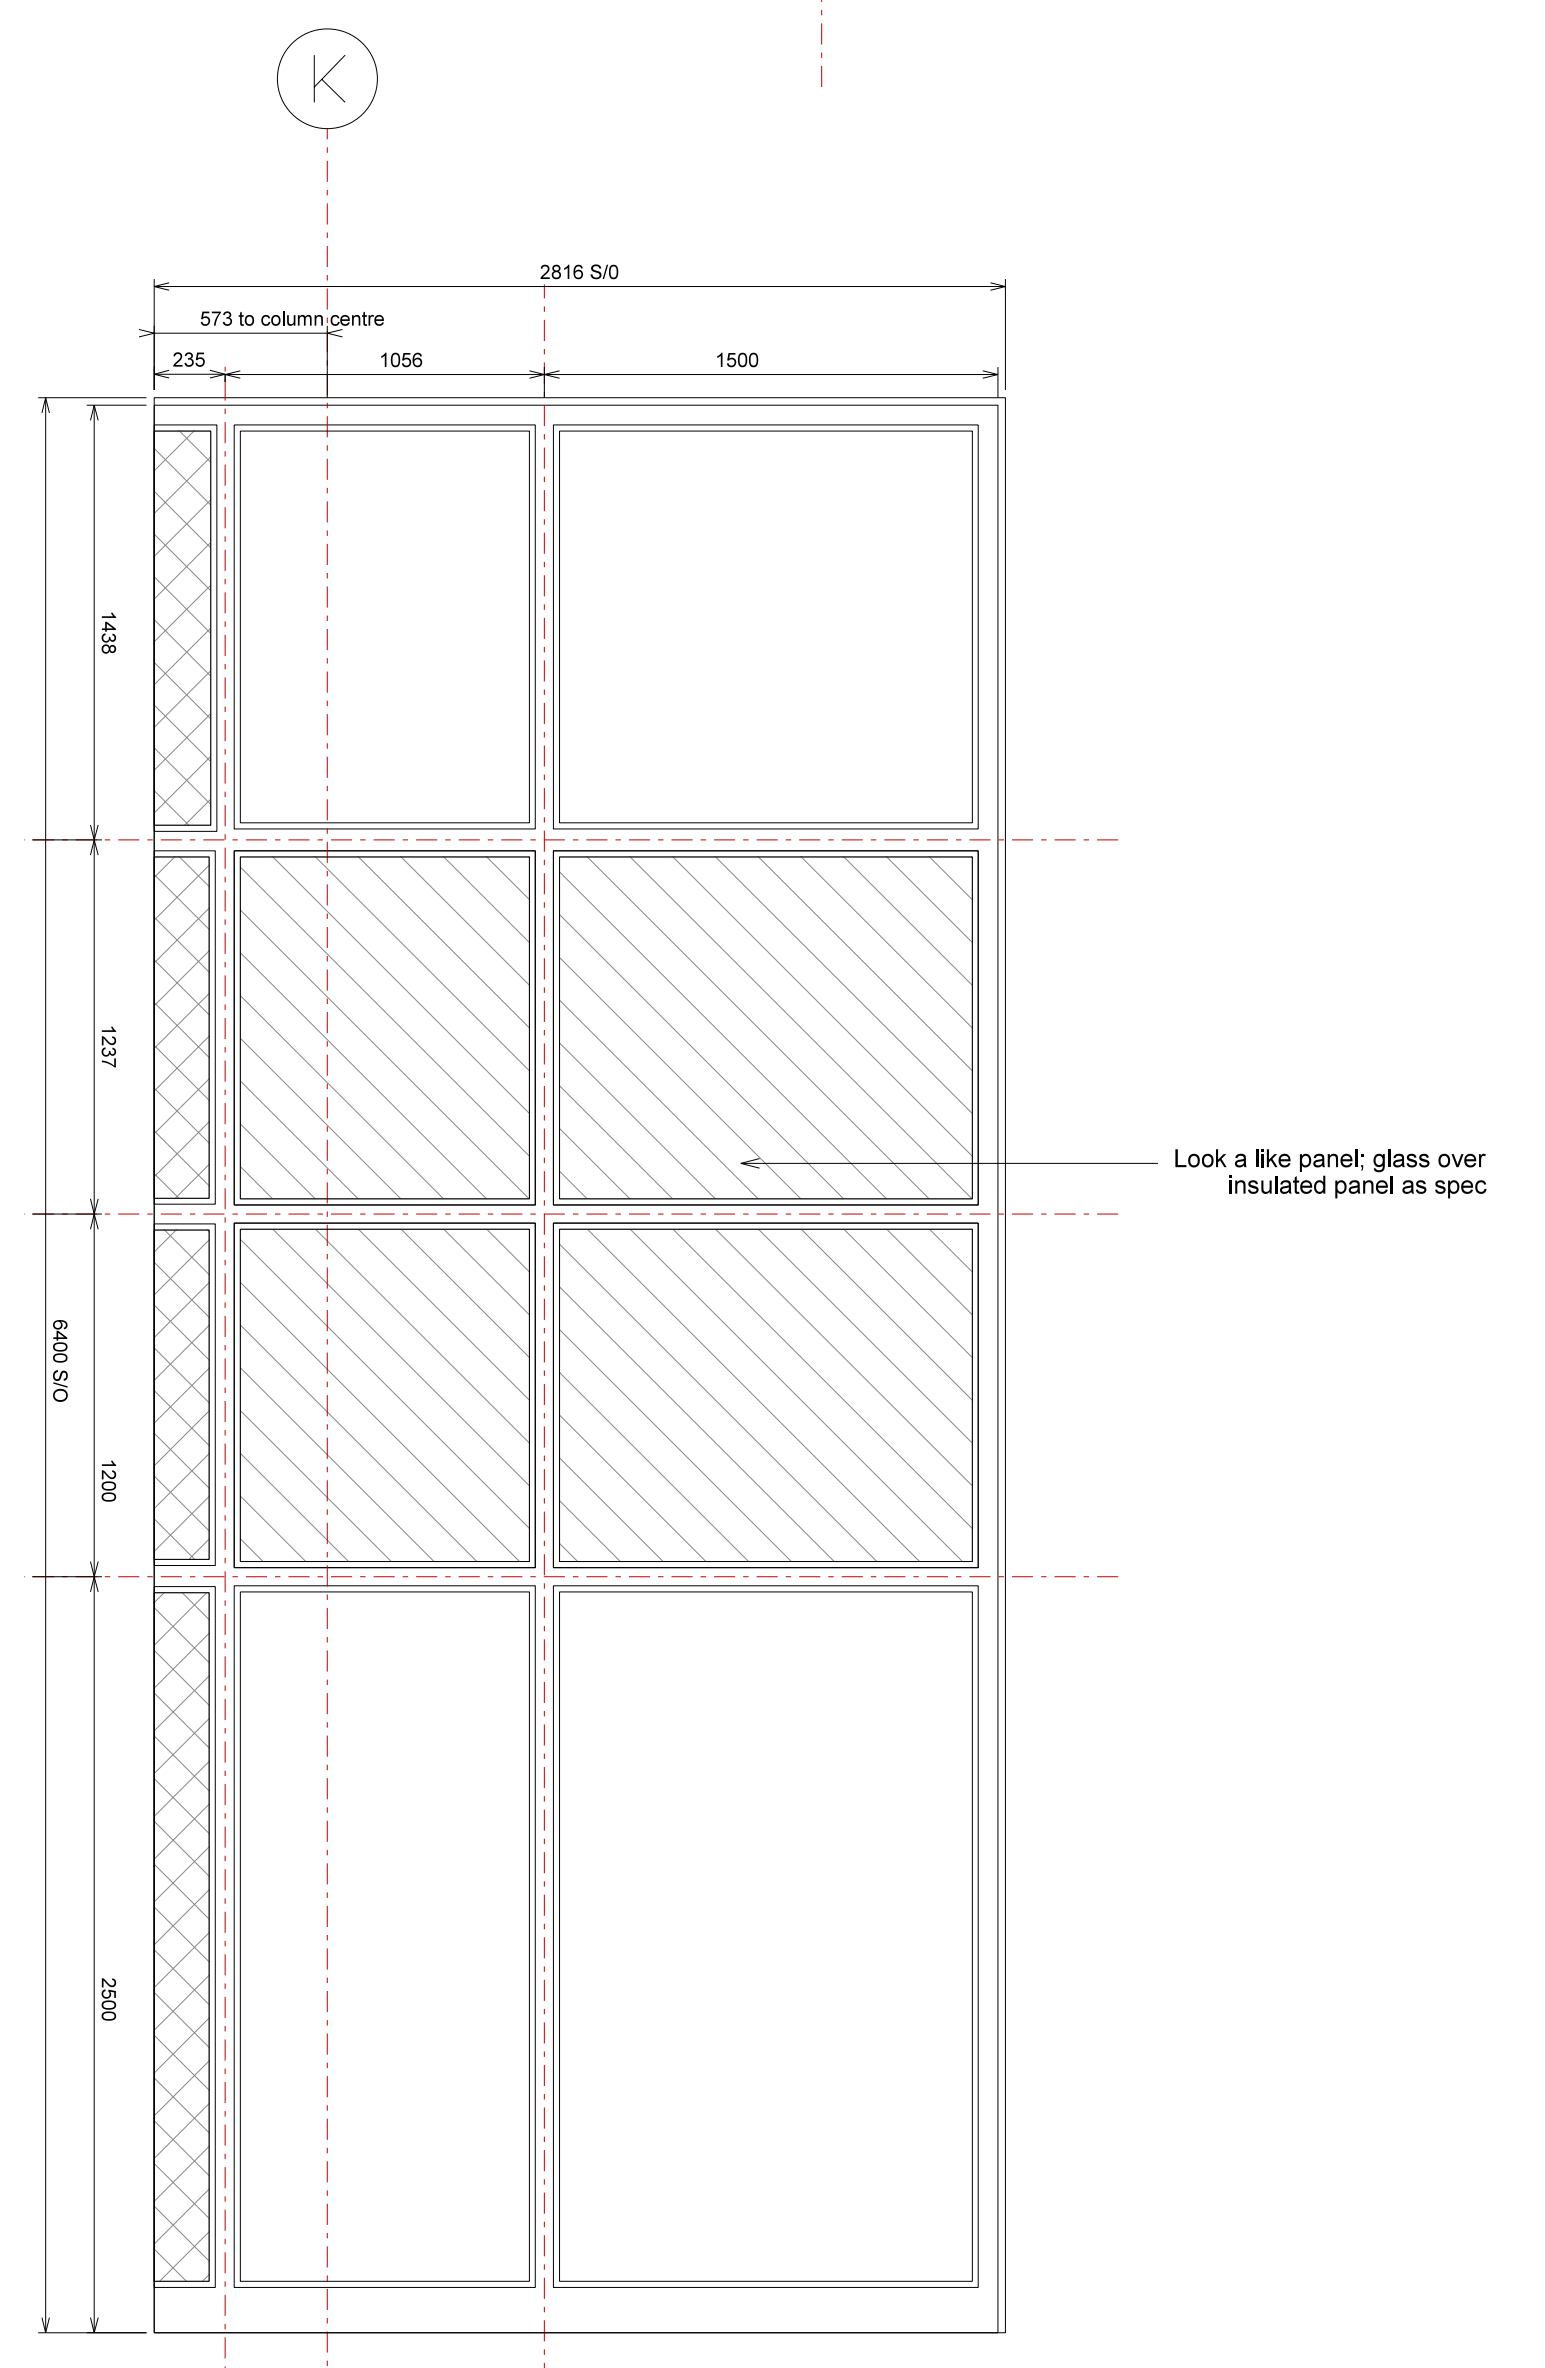 K
2816 S/0
573 to column centre
235
1056
1500
1438
1237
Look a like panel; glass over
insulated panel as spec
6400 S/O
1200
2500